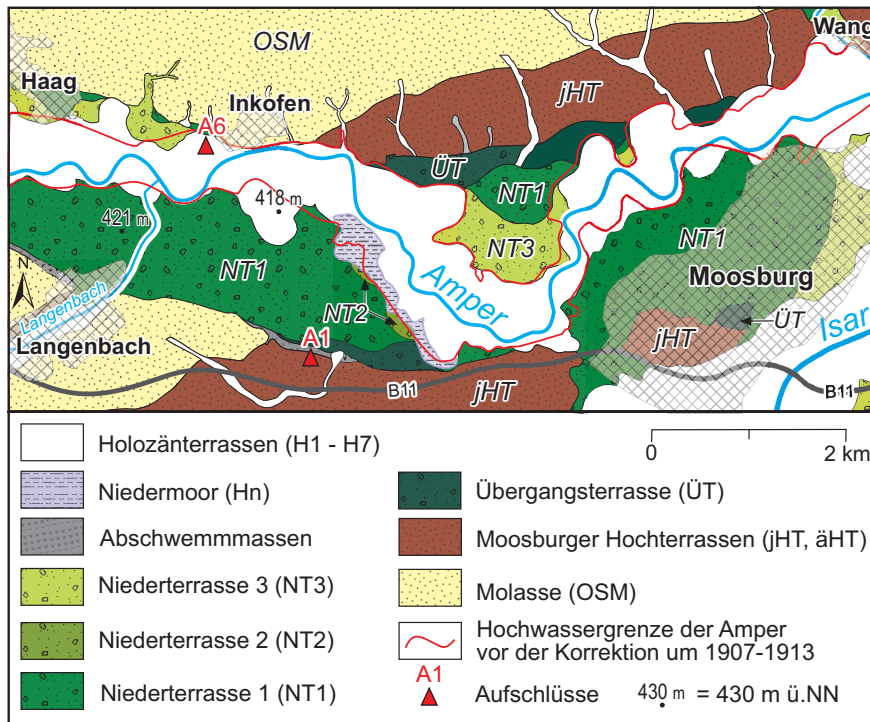 OSM
Wang
Haag
Inkofen
jHT
A6
ÜT
418 m
NT1
421 m
NT3
NT1
NT1
Moosburg
N
Amper
NT2
Langenbach
ÜT
Isar
Langenbach
A1
jHT
B11
jHT
B11
Holozänterrassen (H1 - H7)
0 2 km
Niedermoor (Hn)
Übergangsterrasse (ÜT)
Abschwemmmassen
Moosburger Hochterrassen (jHT, äHT)
Niederterrasse 3 (NT3)
Molasse (OSM)
Niederterrasse 2 (NT2)
Hochwassergrenze der Amper
vor der Korrektion um 1907-1913
Niederterrasse 1 (NT1)
A1
Aufschlüsse
430 m = 430 m ü.NN